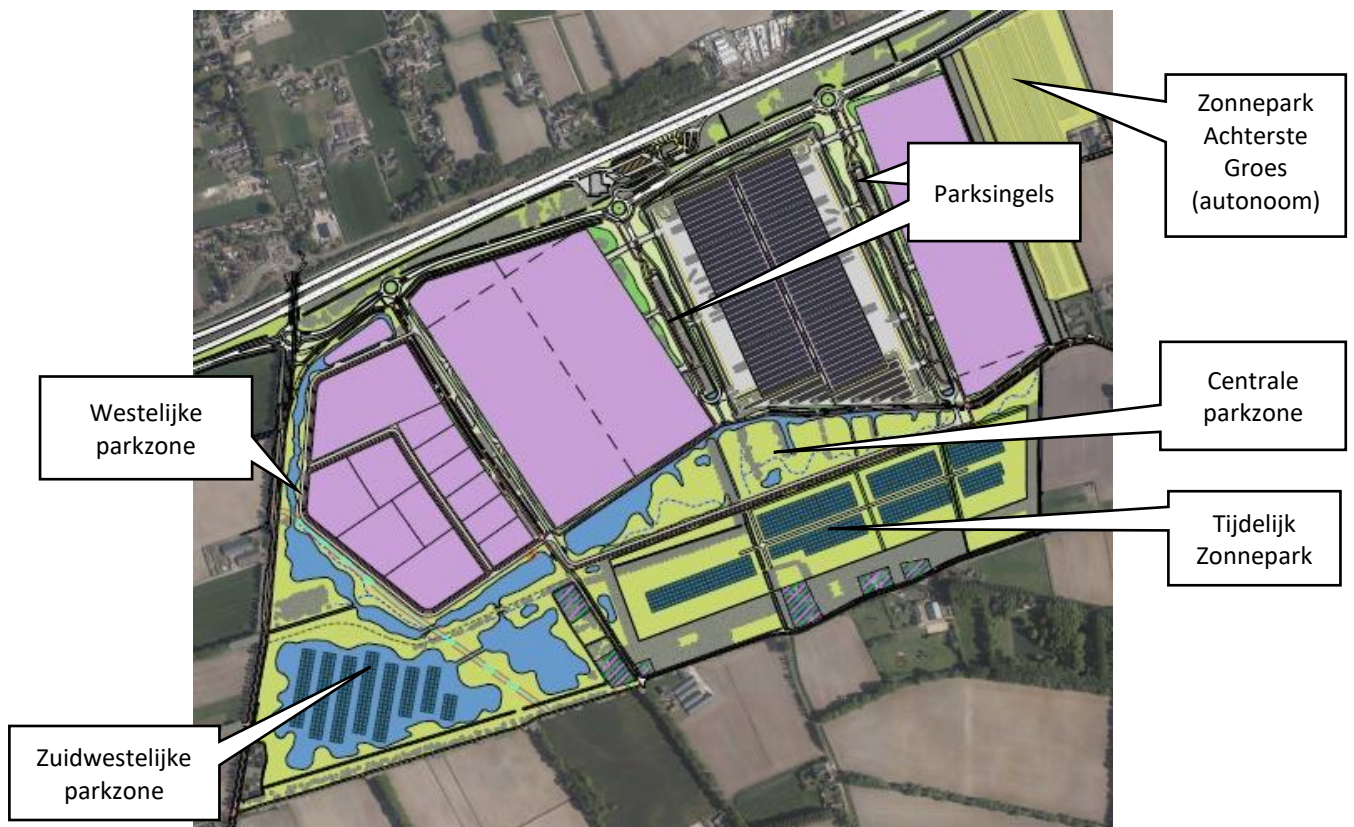 Zonnepark
Achterste
Groes
(autonoom)
Parksingels
Westelijke
parkzone
Centrale
parkzone
Tijdelijk
Zonnepark
Zuidwestelijke
parkzone